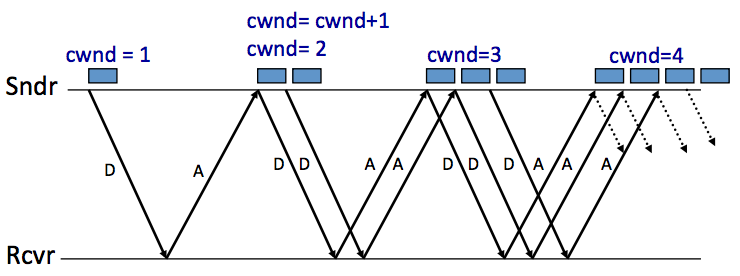 cwnd = 1
cwnd= cwnd+1
cwnd= 2
cwnd=3
cwnd=4
Sndr
D A D D A A D D D A A A
Rcvr